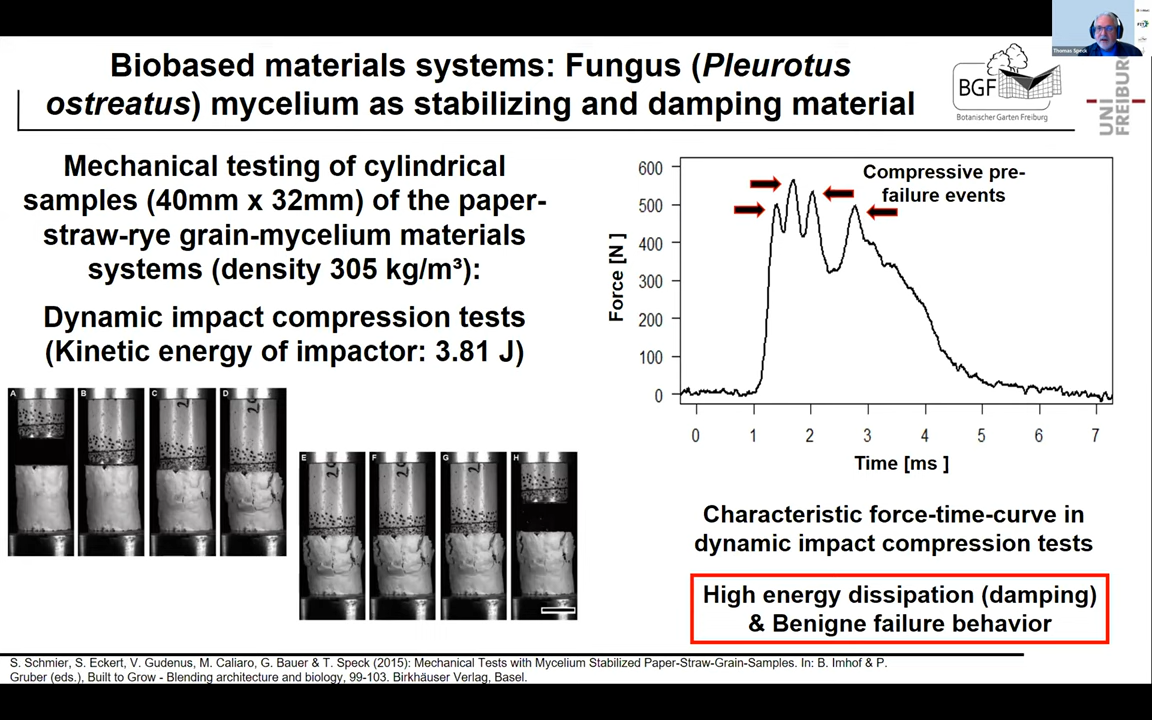 Thomas Speck
Biobased materials systems: Fungus (Pleurotus
ostreatus) mycelium as stabilizing and damping material
BGF
Botanischer Garten Freiburg
UNI
FREIBURG
Mechanical testing of cylindrical
samples (40mm x 32mm) of the paper-
straw-rye grain-mycelium materials
systems (density 305 kg/m³):
Dynamic impact compression tests
(Kinetic energy of impactor: 3.81 J)
A
B
C
D
E
F
G
H
Compressive pre-
failure events
Force [N ]
600
500
400
300
200
100
0
0 1 2 3 4 5 6 7
Time [ms ]
Characteristic force-time-curve in
dynamic impact compression tests
High energy dissipation (damping)
& Benigne failure behavior
S. Schmier, S. Eckert, V. Gudenus, M. Caliaro, G. Bauer & T. Speck (2015): Mechanical Tests with Mycelium Stabilized Paper-Straw-Grain-Samples. In: B. Imhof & P.
Gruber (eds.), Built to Grow - Blending architecture and biology, 99-103. Birkhäuser Verlag, Basel.